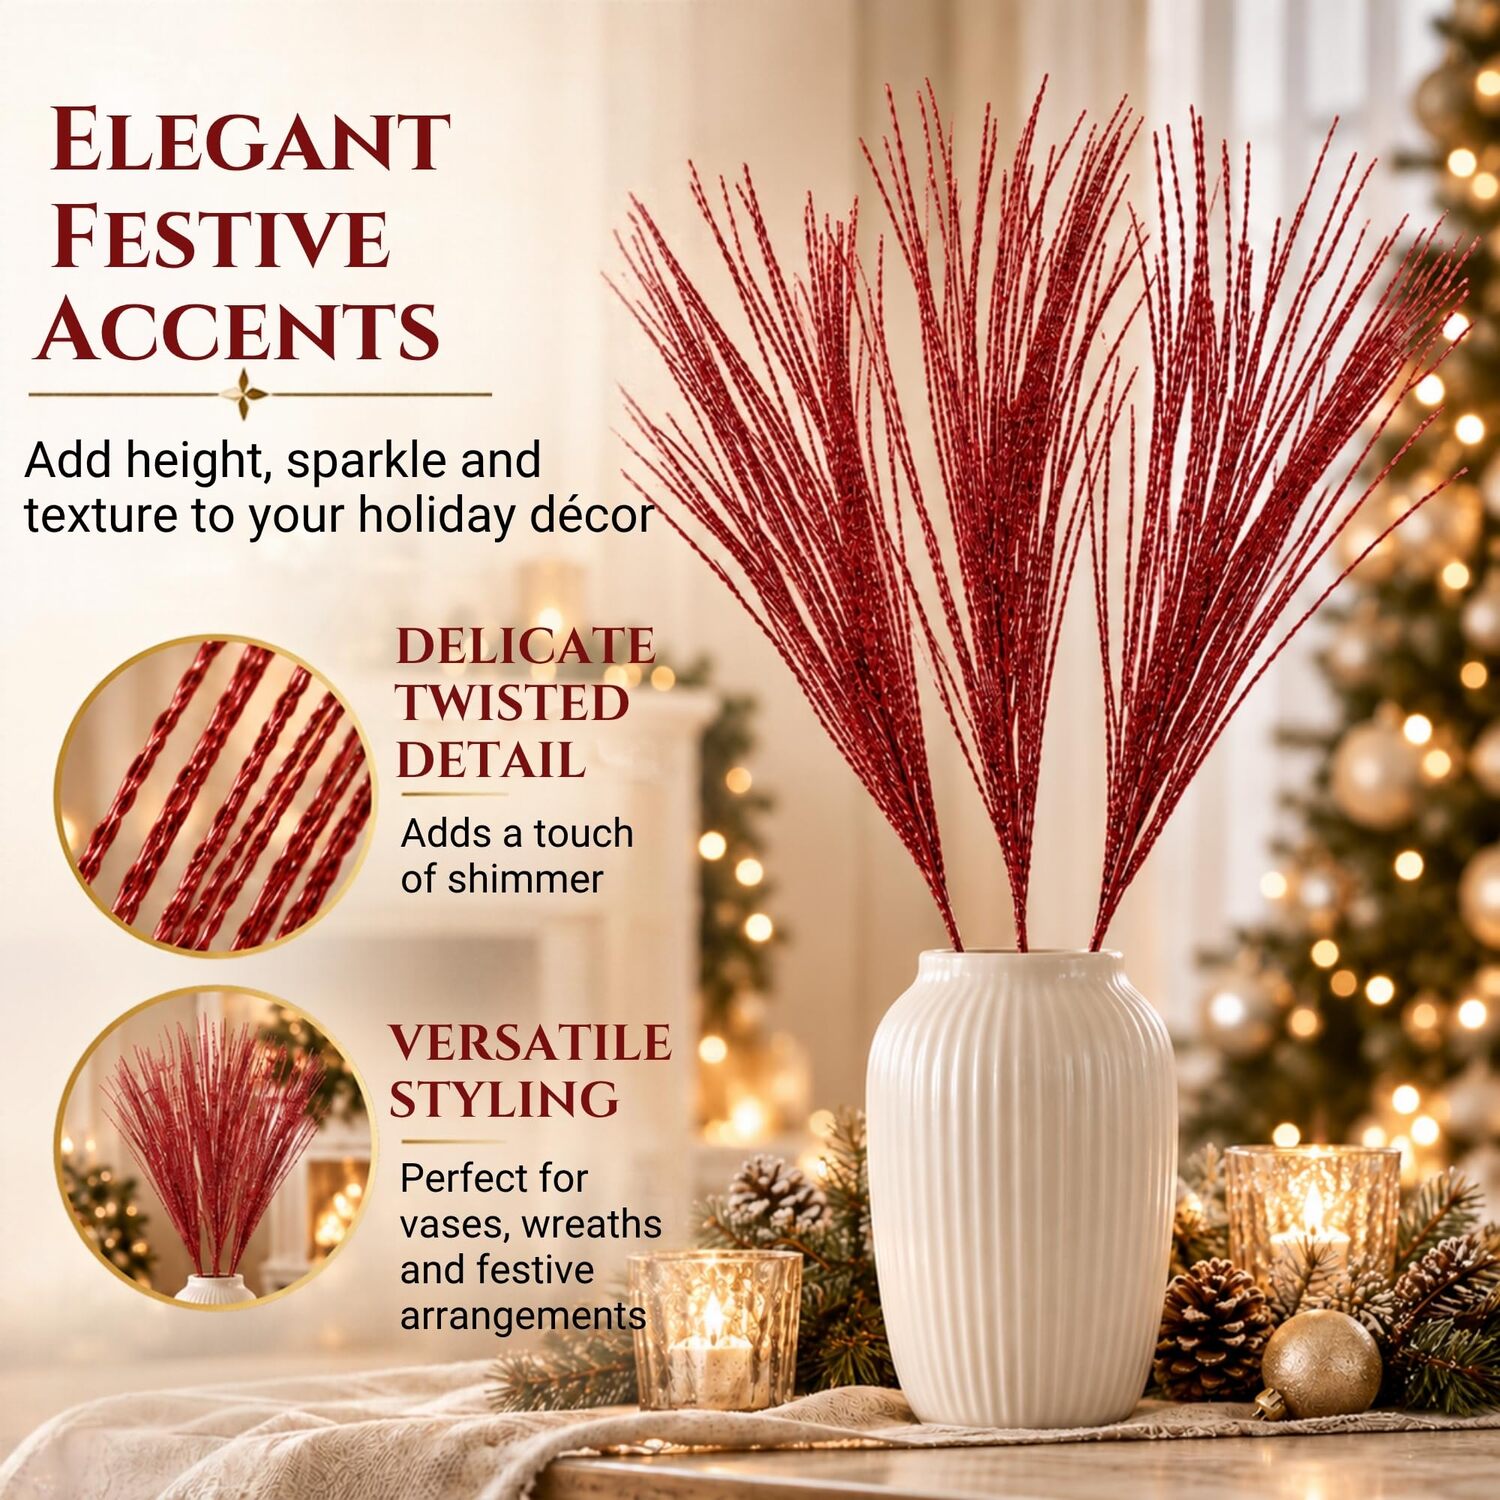 ELEGANT
FESTIVE
ACCENTS
Add height, sparkle and
texture to your holiday décor
DELICATE
TWISTED
DETAIL
Adds a touch
of shimmer
VERSATILE
STYLING
Perfect for
vases, wreaths
and festive
arrangements